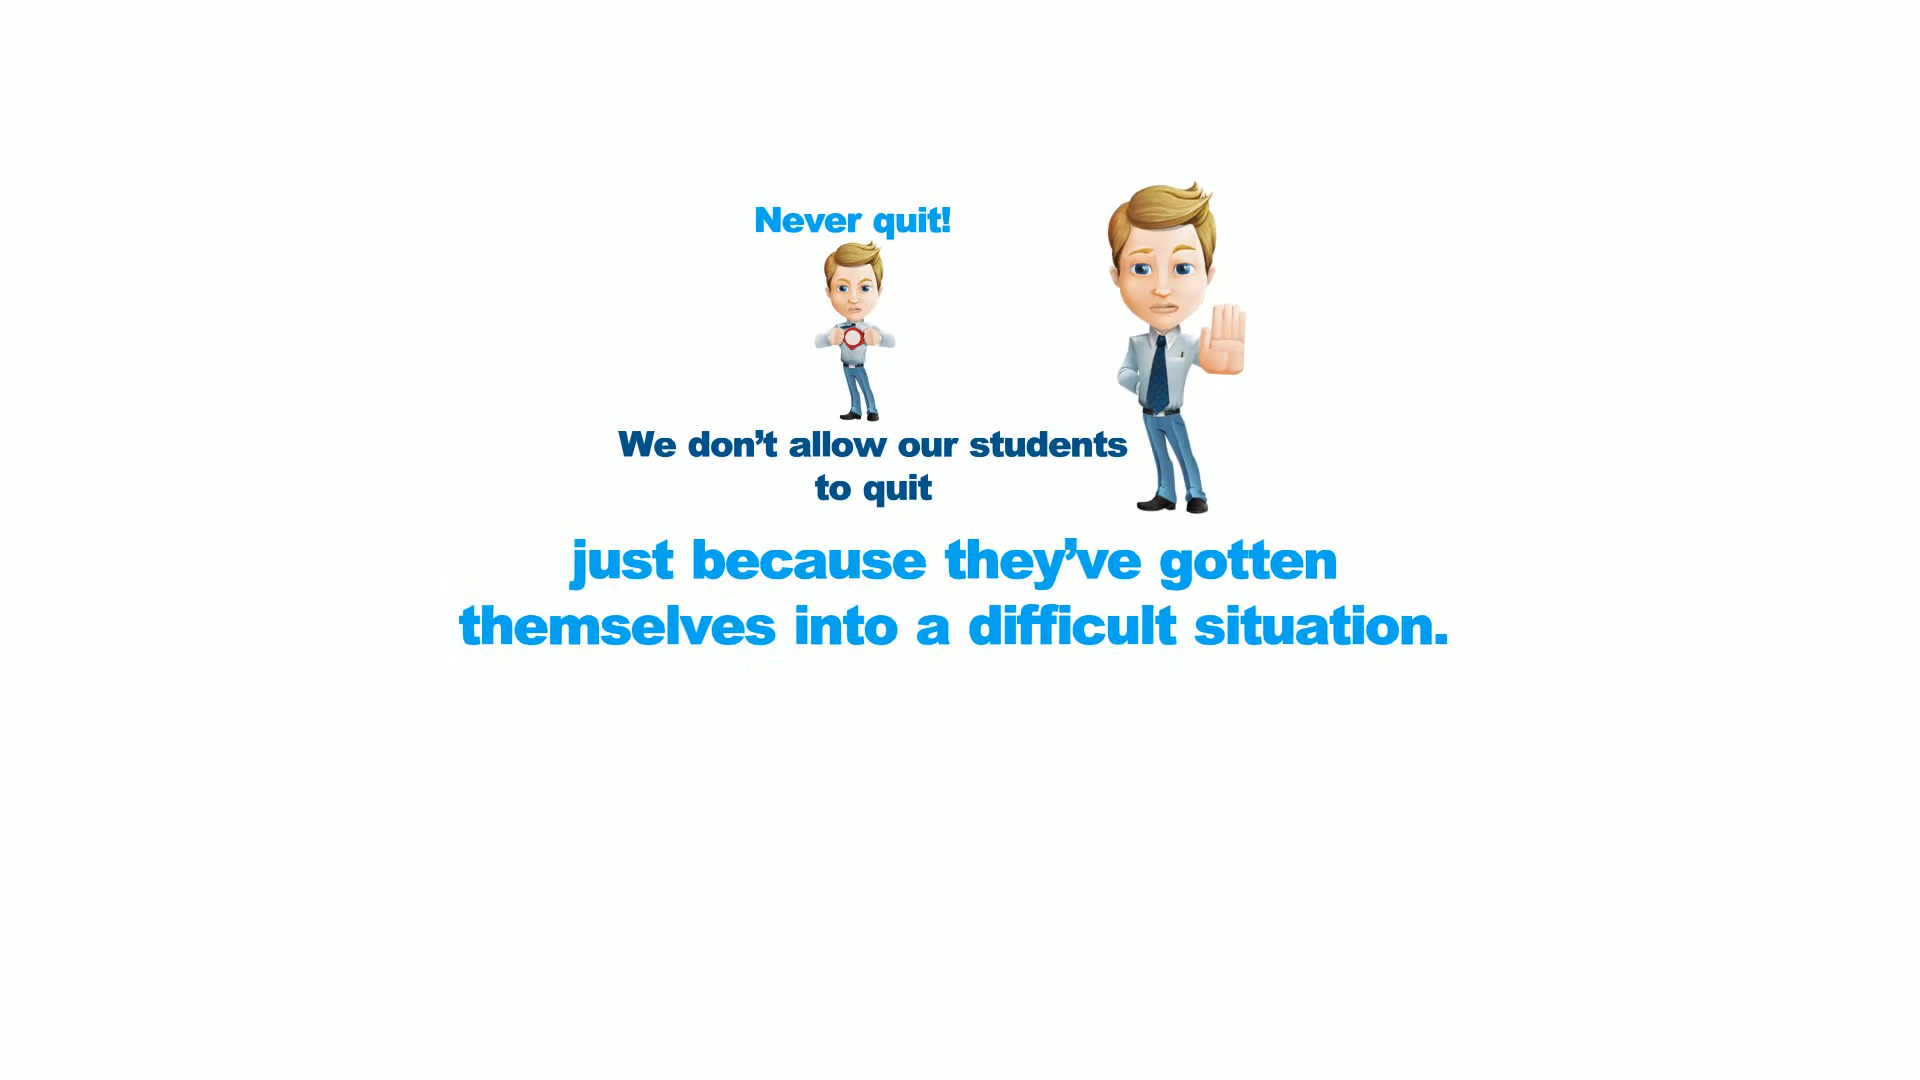 Never quit!
We don’t allow our students
to quit
just because they’ve gotten
themselves into a difficult situation.